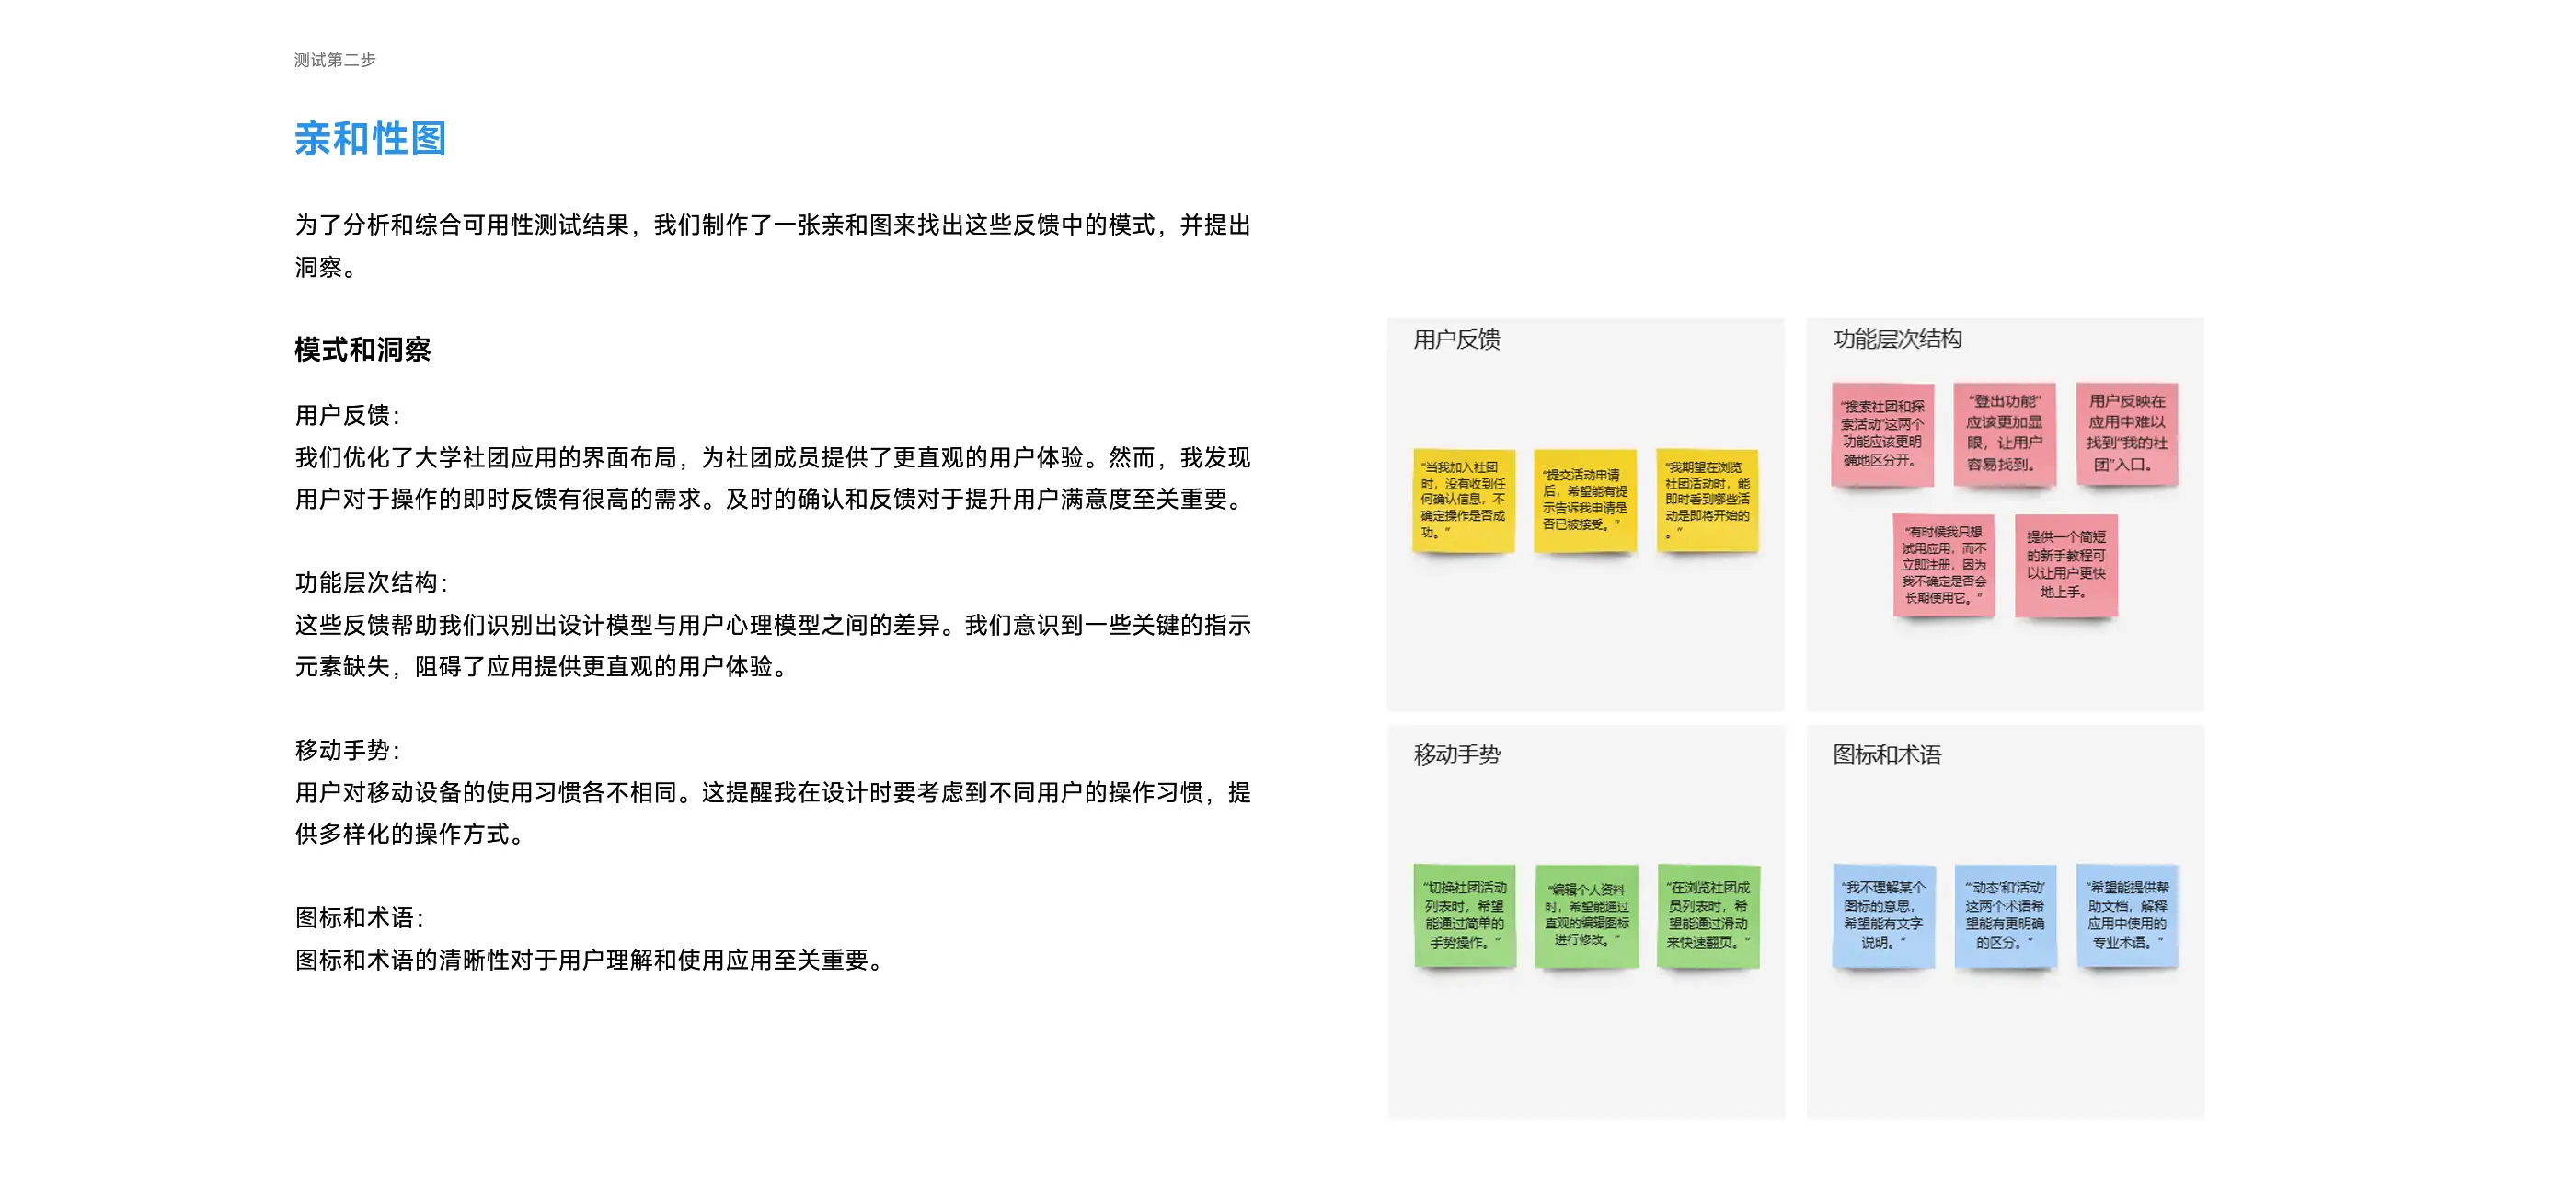 测试第二步
亲和性图
为了分析和综合可用性测试结果，我们制作了一张亲和图来找出这些反馈中的模式，并提出
洞察。
模式和洞察
用户反馈：
我们优化了大学社团应用的界面布局，为社团成员提供了更直观的用户体验。然而，我发现
用户对于操作的即时反馈有很高的需求。及时的确认和反馈对于提升用户满意度至关重要。
功能层次结构：
这些反馈帮助我们识别出设计模型与用户心理模型之间的差异。我们意识到一些关键的指示
元素缺失，阻碍了应用提供更直观的用户体验。
移动手势：
用户对移动设备的使用习惯各不相同。这提醒我在设计时要考虑到不同用户的操作习惯，提
供多样化的操作方式。
图标和术语：
图标和术语的清晰性对于用户理解和使用应用至关重要。
用户反馈
“当我加入社团
时，没有收到任
何确认信息，不
确定操作是否成
功。”
“提交活动申请
后，希望能有提
示告诉我申请是
否已被接受。”
“我期望在浏览
社团活动时，能
即时看到哪些活
动是即将开始的
。”
功能层次结构
“搜索社团和探
索活动”这两个
功能应该更明
确地区分开。
“登出功能”
应该更加显
眼，让用户
容易找到。
用户反映在
应用中难以
找到“我的社
团”入口。
“有时候我只想
试用应用，而不
立即注册，因为
我不确定是否会
长期使用它。”
提供一个简短
的新手教程可
以让用户更快
地上手。
移动手势
“切换社团活动
列表时，希望
能通过简单的
手势操作。”
“编辑个人资料
时，希望能通过
直观的编辑图标
进行修改。”
“在浏览社团成
员列表时，希
望能通过滑动
来快速翻页。”
图标和术语
“我不理解某个
图标的意思，
希望能有文字
说明。”
“‘动态’和‘活动’
这两个术语希
望能有更明确
的区分。”
“希望能提供帮
助文档，解释
应用中使用的
专业术语。”